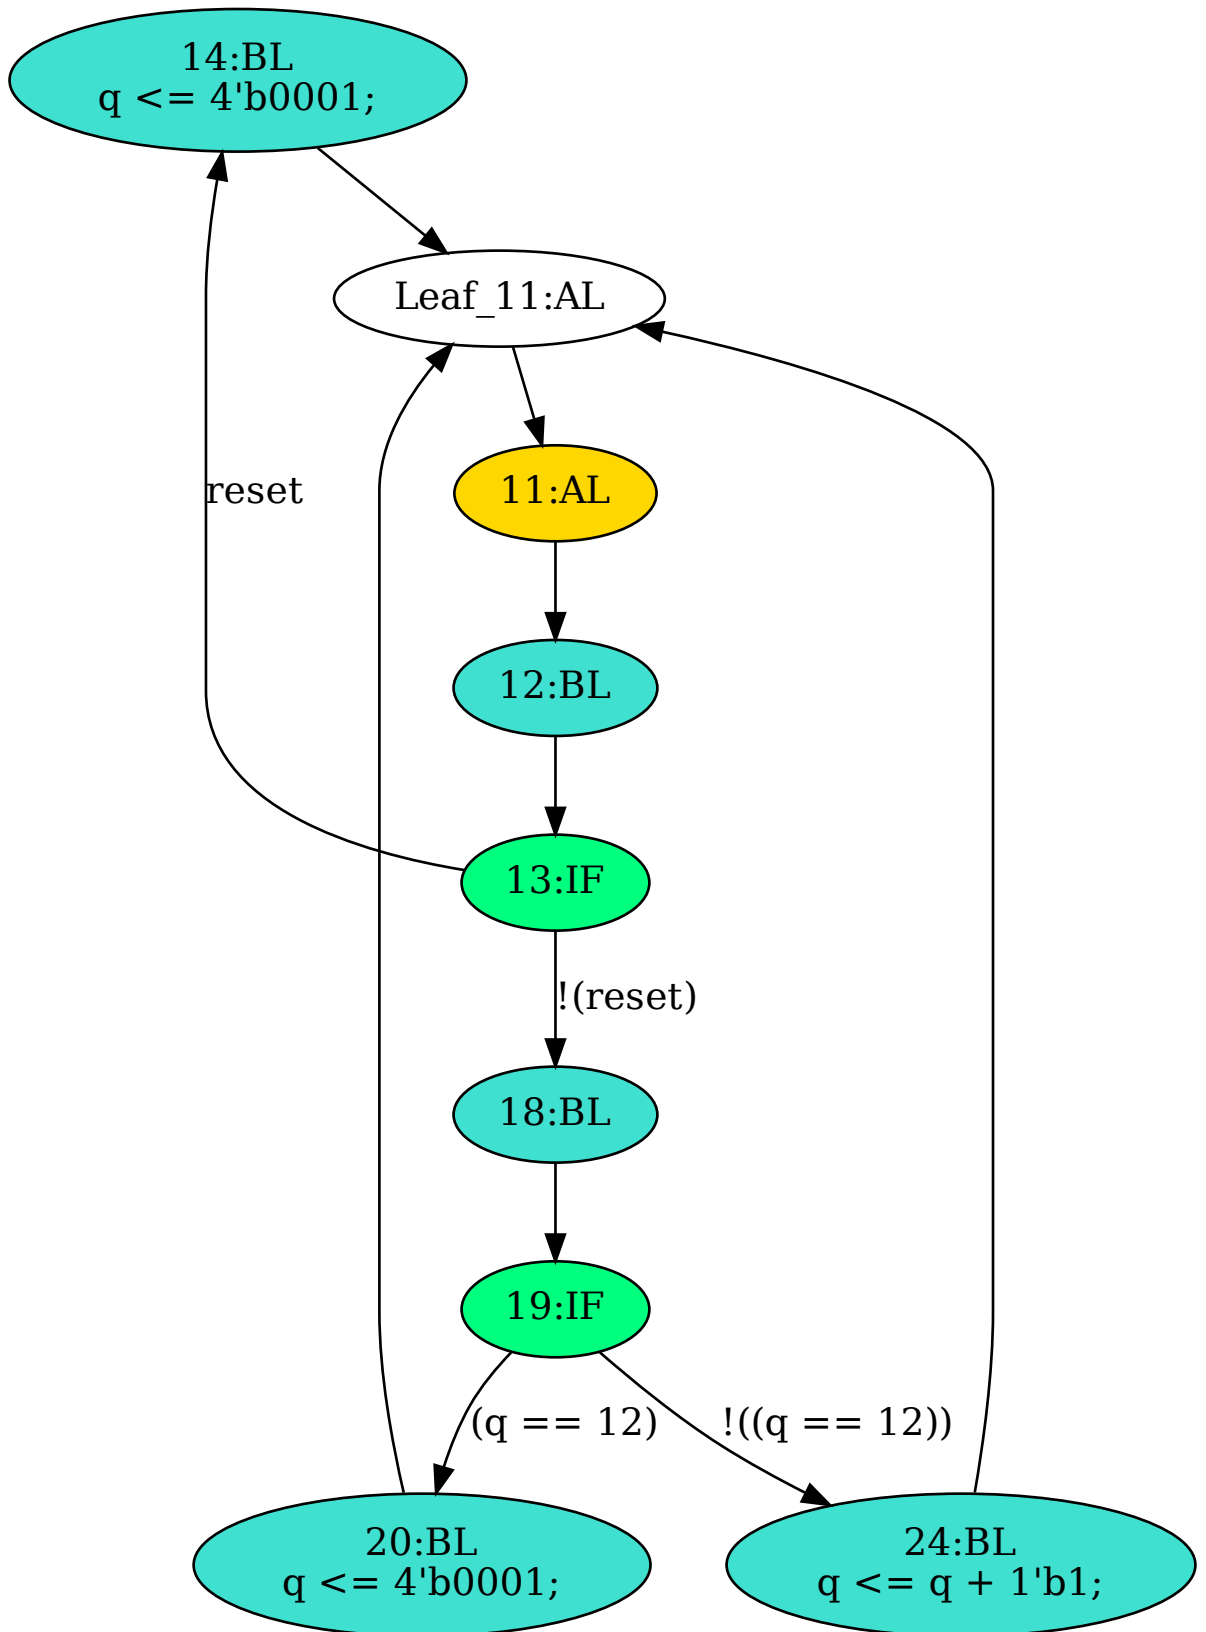 14:BL
q <= 4'b0001;
Leaf_11:AL
11:AL
reset
12:BL
13:IF
!(reset)
18:BL
19:IF
(q == 12)
!((q == 12))
20:BL
q <= 4'b0001;
24:BL
q <= q + 1'b1;